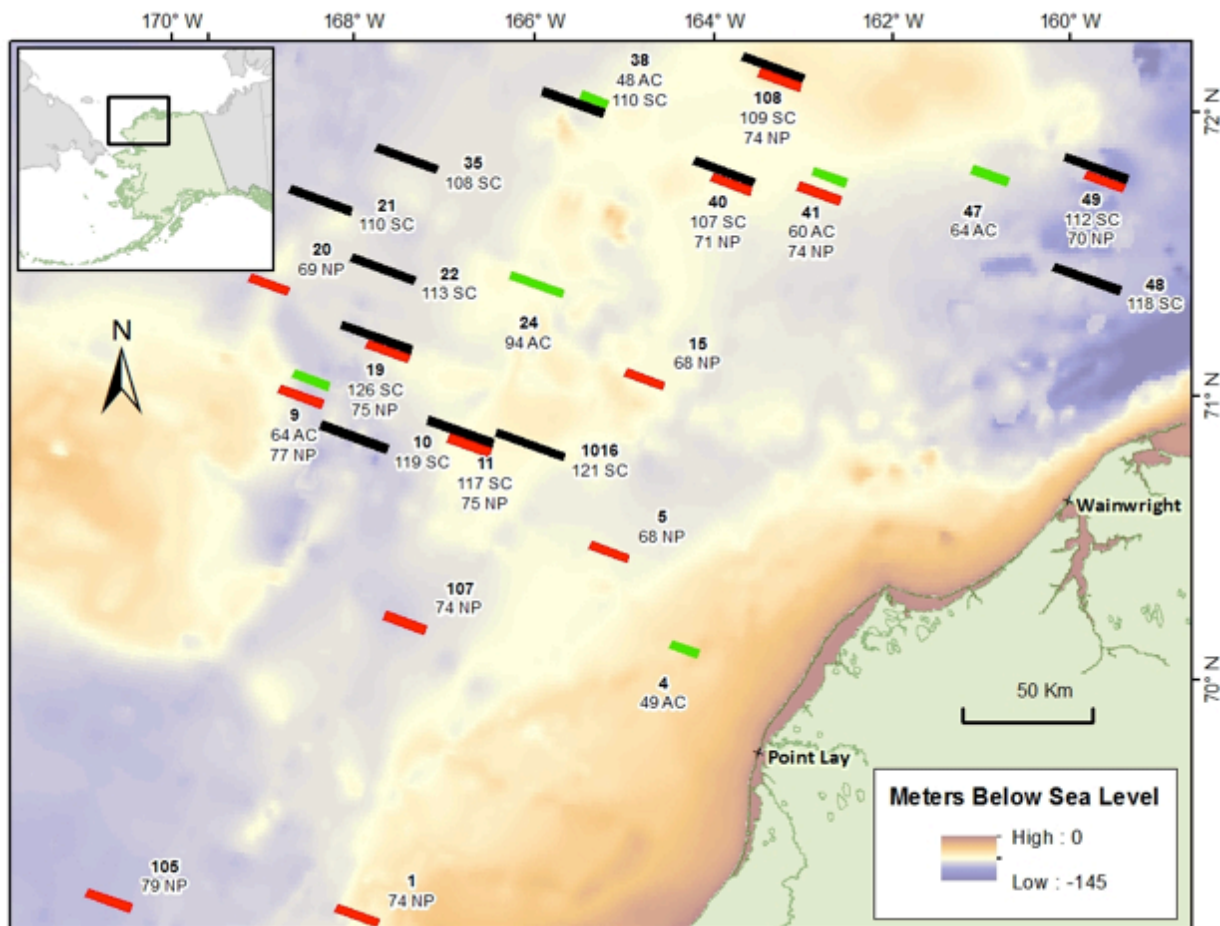 170° W
168° W
166° W
164° W
162° W
160° W
72° N
71° N
70° N
N
38
48 AC
110 SC
108
109 SC
74 NP
35
108 SC
21
110 SC
40
107 SC
71 NP
41
60 AC
74 NP
47
64 AC
49
112 SC
70 NP
20
69 NP
22
113 SC
48
118 SC
24
94 AC
15
68 NP
19
126 SC
75 NP
9
64 AC
77 NP
10
119 SC
11
117 SC
75 NP
1016
121 SC
5
68 NP
Wainwright
107
74 NP
4
49 AC
50 Km
Point Lay
Meters Below Sea Level
High : 0
Low : -145
105
79 NP
1
74 NP